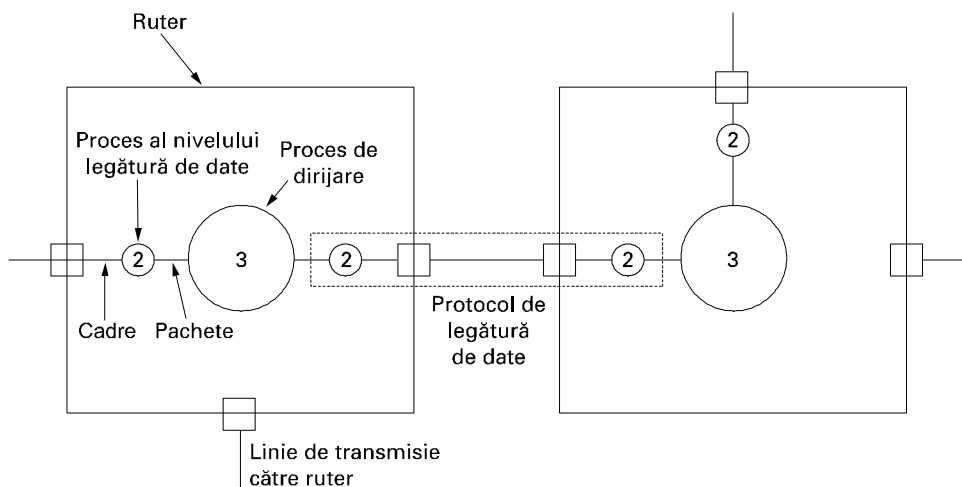 Ruter
Proces al nivelului
legătură de date
Proces de
dirijare
2
3
2
2
3
2
Cadre
Pachete
Protocol de
legătură
de date
Linie de transmisie
către ruter